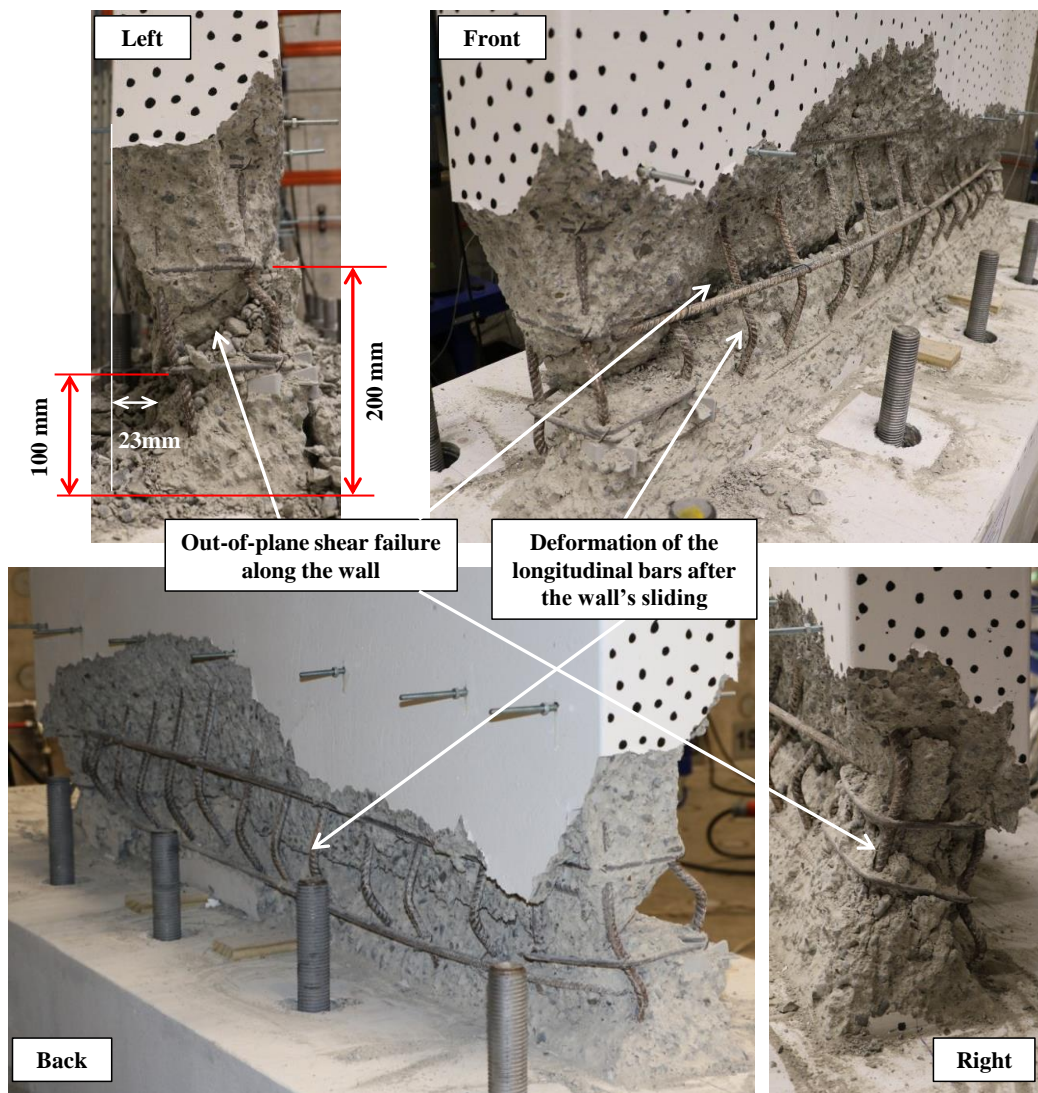 Left
Front
200 mm
100 mm
23mm
Out-of-plane shear failure
along the wall
Deformation of the
longitudinal bars after
the wall's sliding
Back
Right